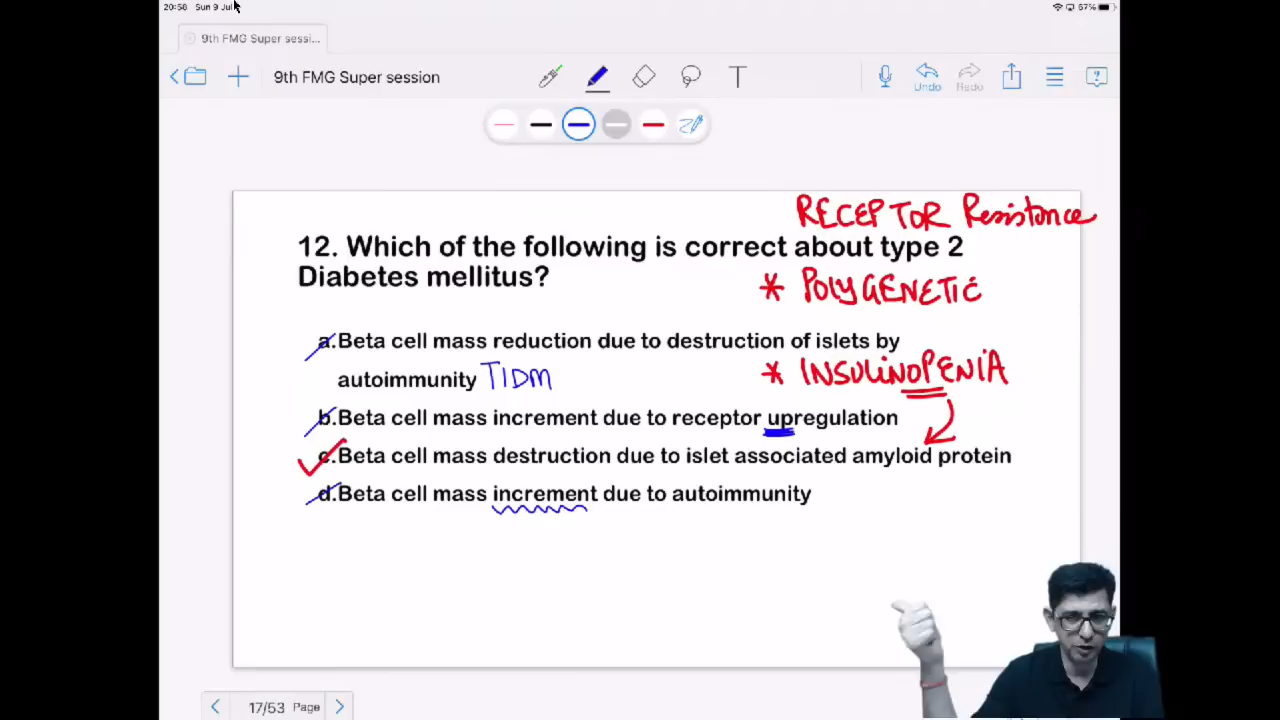 20:58 Sun 9 Jul
67%
9th FMG Super sessi...
9th FMG Super session
T
Undo
Redo
RECEPTOR Resistance
12. Which of the following is correct about type 2
Diabetes mellitus?
* POLYGENETIC
a.Beta cell mass reduction due to destruction of islets by
autoimmunity TIDM
* INSULINOPENIA
b.Beta cell mass increment due to receptor upregulation
c.Beta cell mass destruction due to islet associated amyloid protein
d.Beta cell mass increment due to autoimmunity
17/53 Page